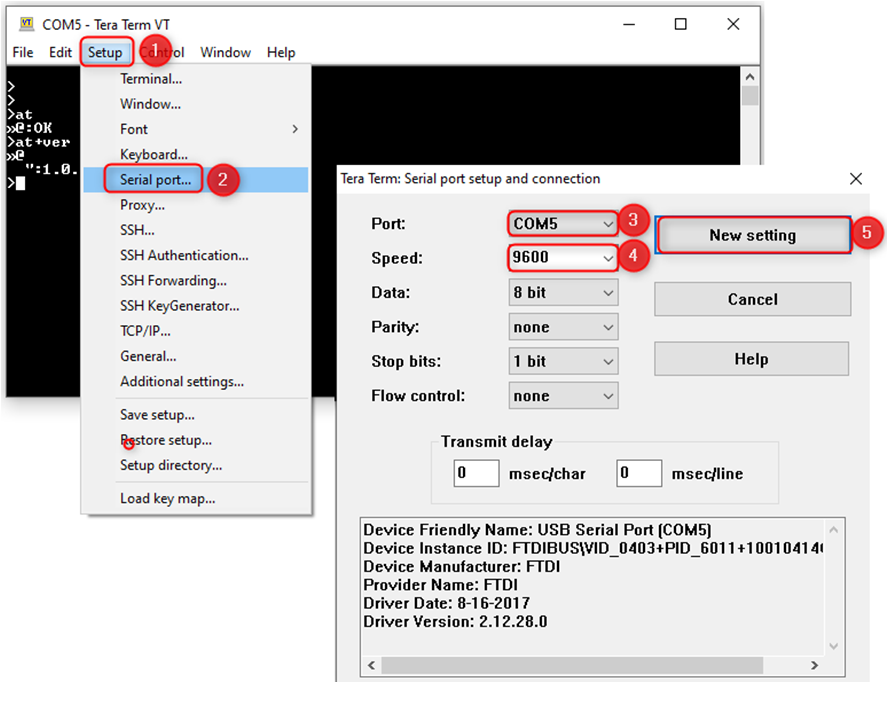 COM5 - Tera Term VT
File Edit Setup 1 Control Window Help
>
>
>at
»@:OK
>at+ver
»@
":1.0.
>
Terminal...
Window...
Font
Keyboard...
Serial port... 2
Proxy...
SSH...
SSH Authentication...
SSH Forwarding...
SSH KeyGenerator...
TCP/IP...
General...
Additional settings...
Save setup...
Restore setup...
Setup directory...
Load key map...
Tera Term: Serial port setup and connection
Port: COM5 3
New setting 5
Speed: 9600 4
Data: 8 bit
Cancel
Parity: none
Stop bits: 1 bit
Help
Flow control: none
Transmit delay
0 msec/char 0 msec/line
Device Friendly Name: USB Serial Port (COM5)
Device Instance ID: FTDIBUS\VID_0403+PID_6011+10010414
Device Manufacturer: FTDI
Provider Name: FTDI
Driver Date: 8-16-2017
Driver Version: 2.12.28.0